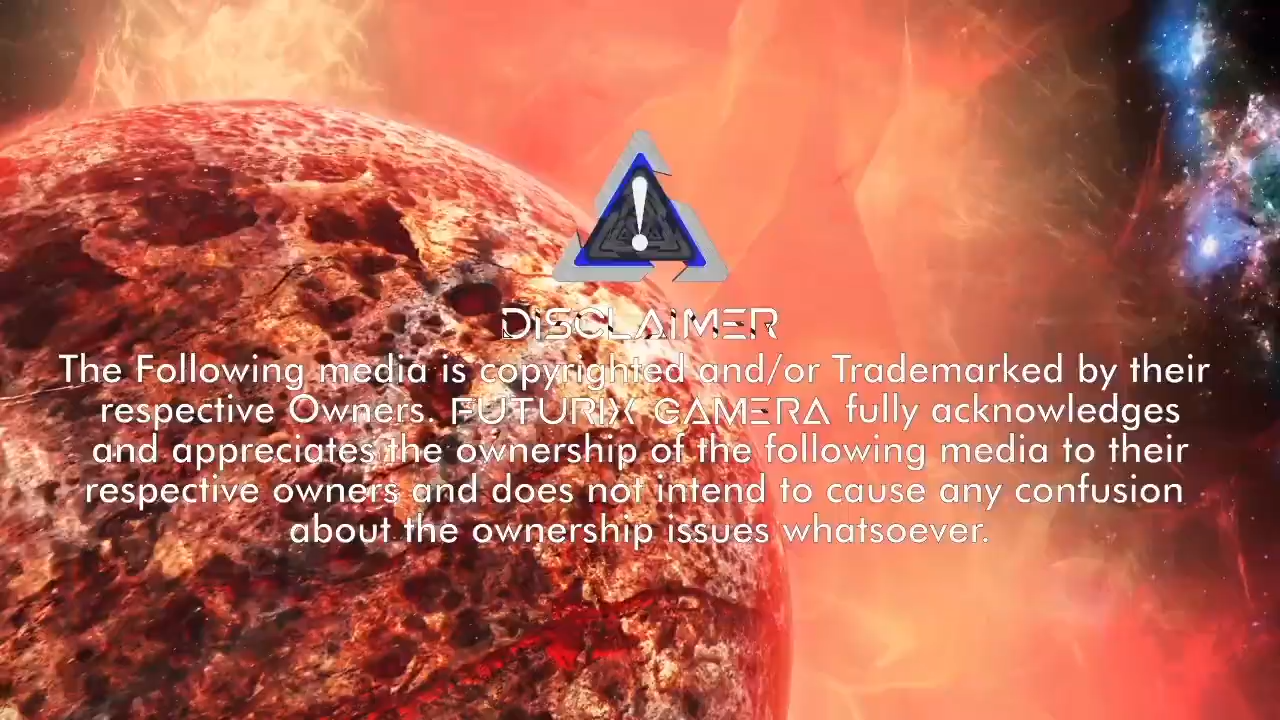 DISCLAIMER
The Following media is copyrighted and/or Trademarked by their
respective Owners. FUTURIX GAMERA fully acknowledges
and appreciates the ownership of the following media to their
respective owners and does not intend to cause any confusion
about the ownership issues whatsoever.